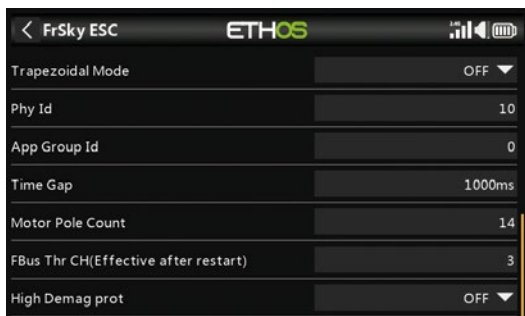 < FrSky ESC ETHOS
Trapezoidal Mode OFF
Phy Id 10
App Group Id 0
Time Gap 1000ms
Motor Pole Count 14
FBus Thr CH(Effective after restart) 3
High Demag prot OFF